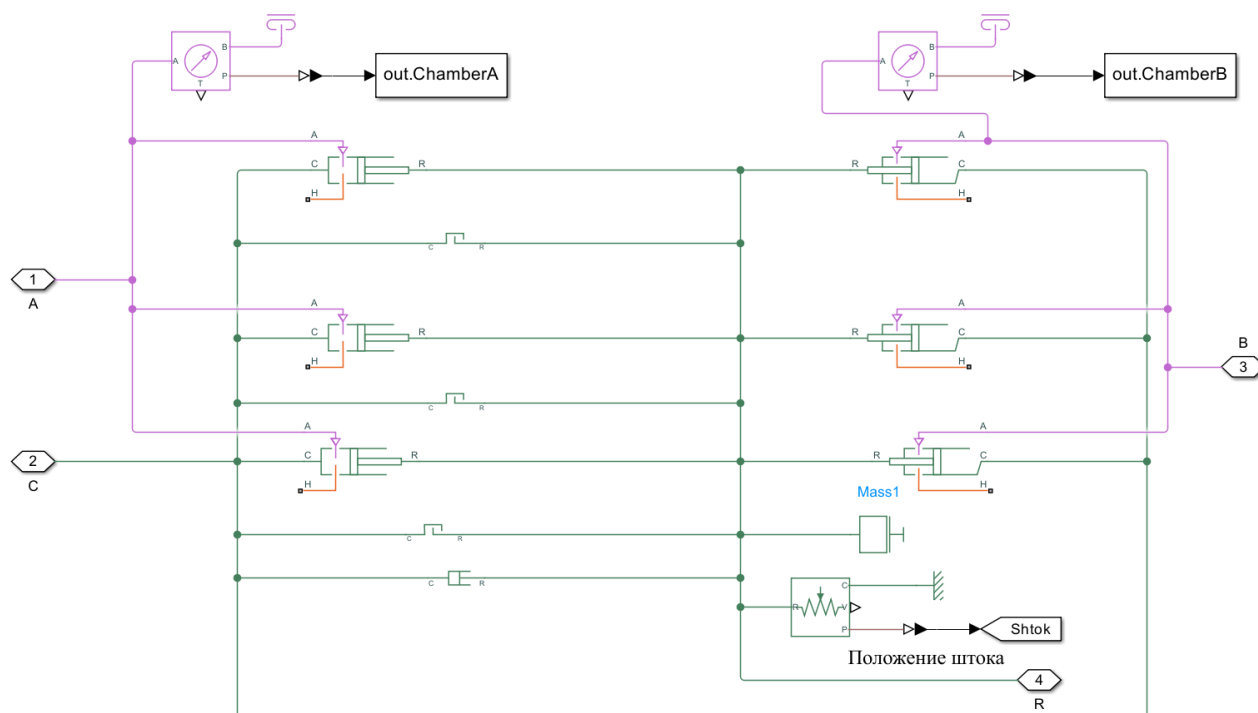 B
A
P
T
out.ChamberA
B
A
P
T
out.ChamberB
A
A
C
R
R
C
H
H
C
R
1
A
A
A
C
R
R
C
H
H
B
3
C
R
A
A
2
C
C
R
R
C
H
H
Mass1
C
R
C
R
C
R
V
P
Shtok
Положение штока
4
R